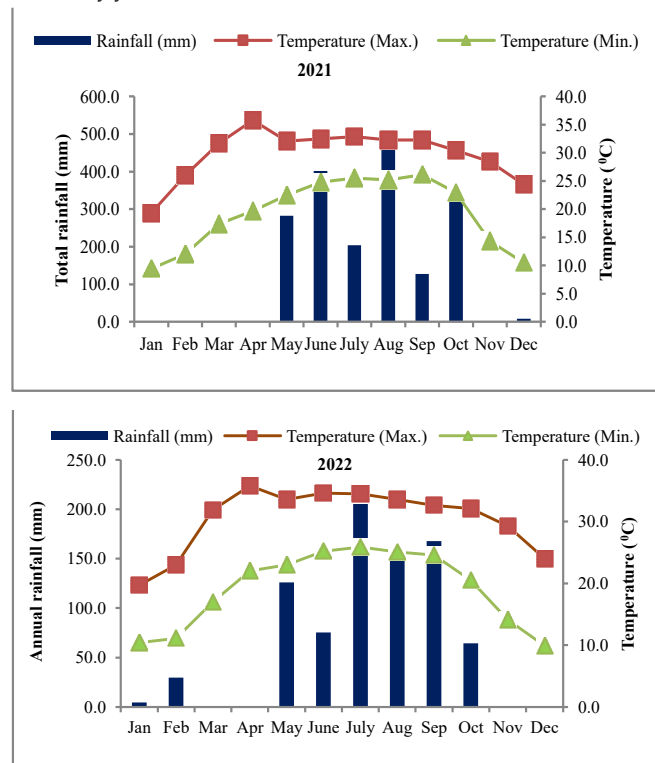 Rainfall (mm) Temperature (Max.) Temperature (Min.)
2021
600.0 40.0
500.0 35.0
400.0 30.0
300.0 25.0
200.0 20.0
100.0 15.0
0.0 10.0
5.0
0.0
Total rainfall (mm)
Temperature (⁰C)
Jan Feb Mar Apr May June July Aug Sep Oct Nov Dec
Rainfall (mm) Temperature (Max.) Temperature (Min.)
2022
250.0 40.0
200.0 30.0
150.0 20.0
100.0 10.0
50.0 0.0
0.0
Annual rainfall (mm)
Temperature (⁰C)
Jan Feb Mar Apr May June July Aug Sep Oct Nov Dec